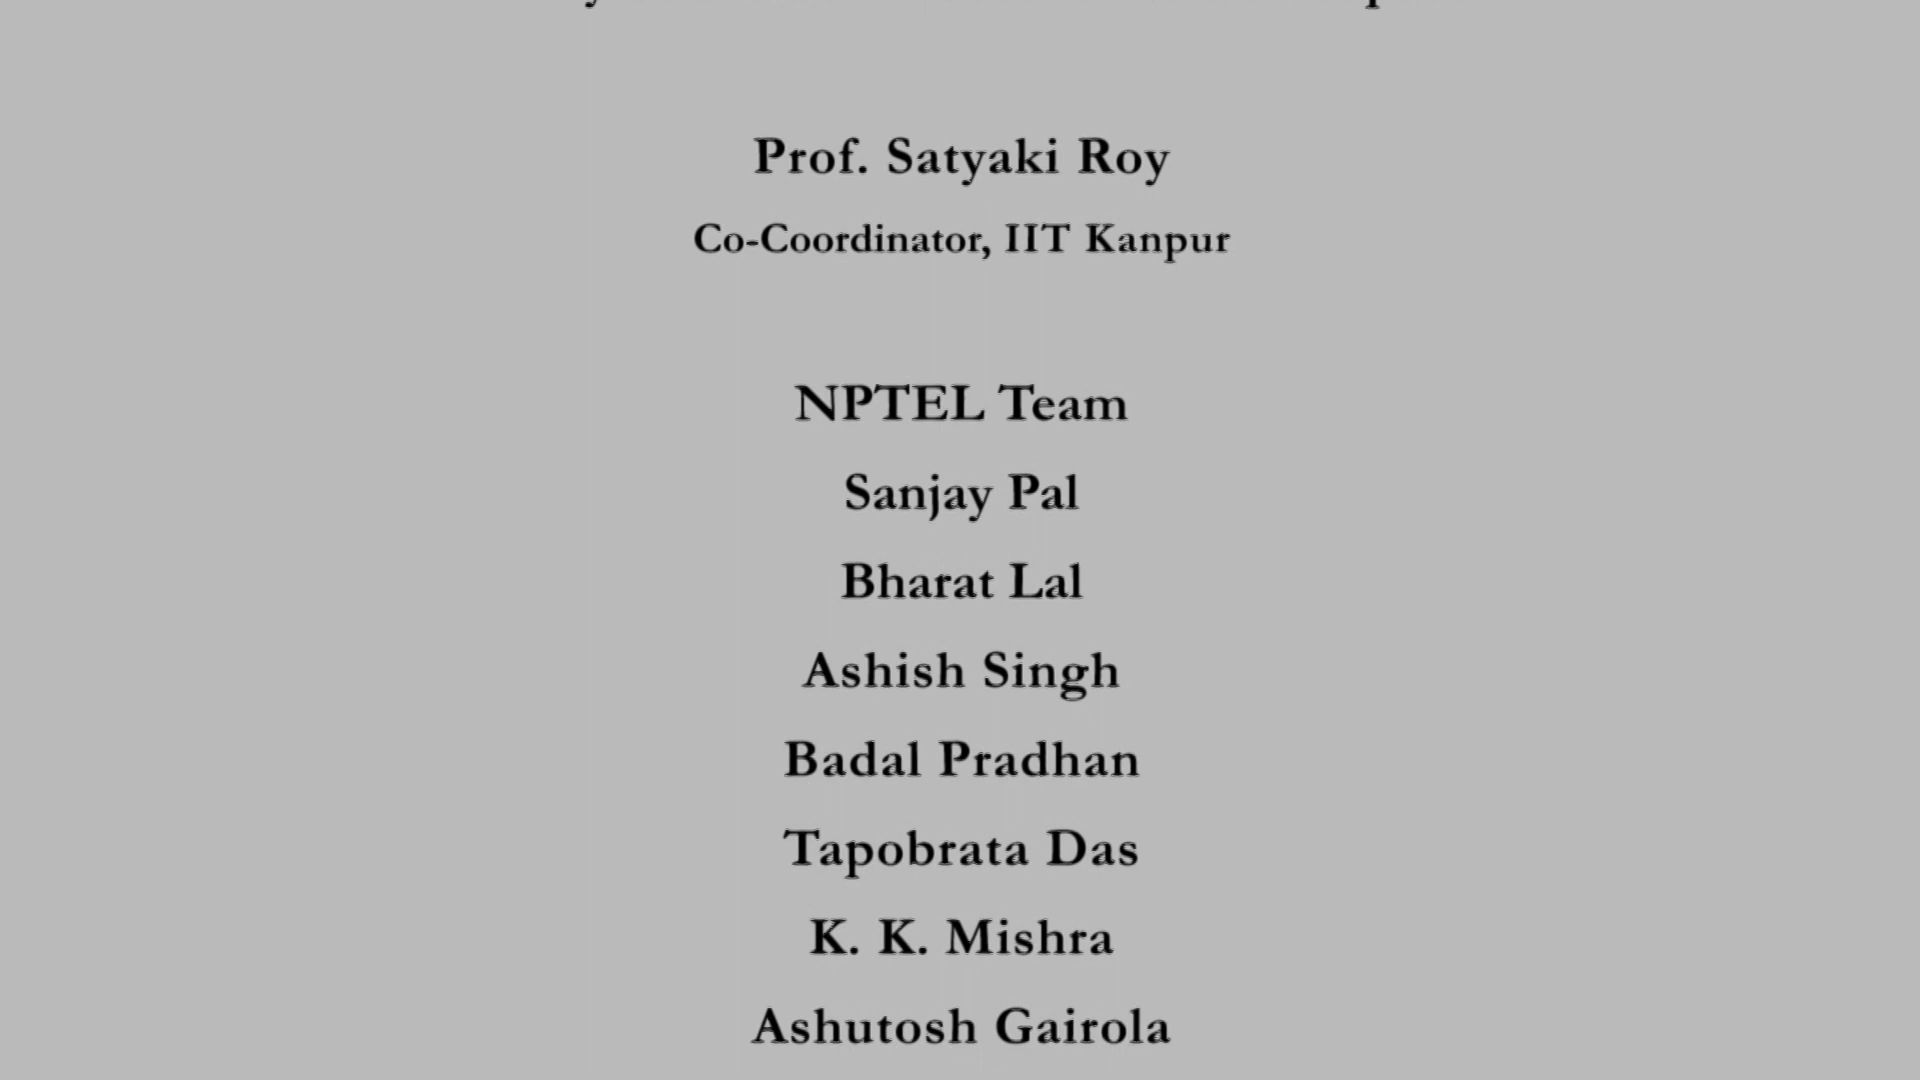 Prof. Satyaki Roy
Co-Coordinator, IIT Kanpur
NPTEL Team
Sanjay Pal
Bharat Lal
Ashish Singh
Badal Pradhan
Tapobrata Das
K. K. Mishra
Ashutosh Gairola